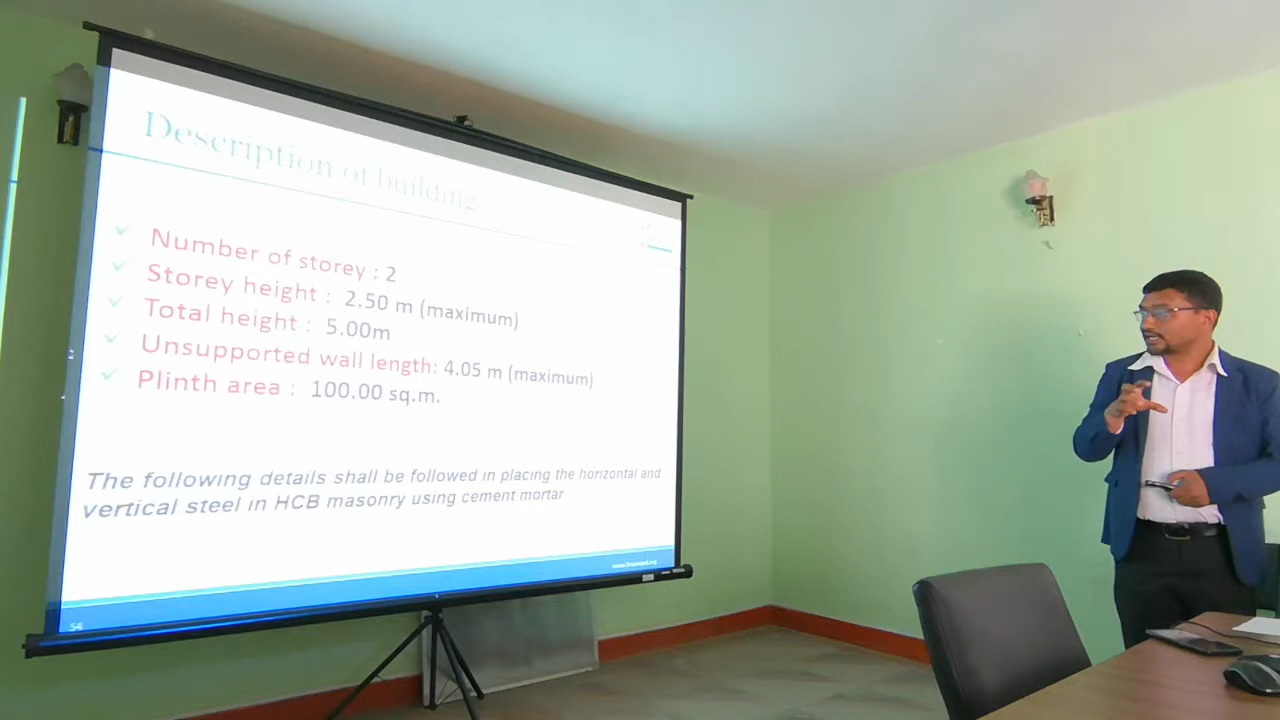 Description of building
Number of storey : 2
Storey height : 2.50 m (maximum)
Total height : 5.00m
Unsupported wall length: 4.05 m (maximum)
Plinth area : 100.00 sq.m.
The following details shall be followed in placing the horizontal and
vertical steel in HCB masonry using cement mortar
54